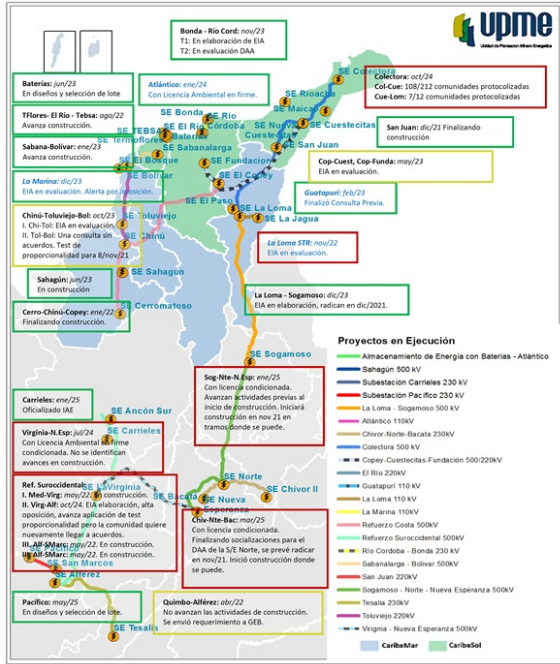 upme
Unidad de Planeación Minero Energética
Bonda - Río Cord: nov/23
T1: En elaboración de EIA
T2: En evaluación DAA
Colectora: oct/24
Col-Cue: 108/212 comunidades protocolizadas
Cue-Lom: 7/12 comunidades protocolizadas
Baterías: jun/23
En diseños y selección de lote
Atlántico: ene/24
Con Licencia Ambiental en firme.
TFlores- El Río - Tebsa: ago/22
Avanza construcción.
San Juan: dic/21 Finalizando
construcción
Sabana-Bolívar: ene/23
Avanza construcción.
Cop-Cuest, Cop-Funda: may/23
EIA en evaluación.
La Marina: dic/23
EIA en evaluación. Alerta por oposición.
Guatapurí: feb/23
Finalizó Consulta Previa.
Chinú-Toluviejo-Bol: oct/23
I. Chi-Tol: EIA en evaluación.
II. Tol-Bol: Una consulta sin
acuerdos. Test de
proporcionalidad para 8/nov/21
La Loma STR: nov/22
EIA en evaluación.
Sahagún: jun/23
En construcción
Cerro-Chinú-Copey: ene/22
Finalizando construcción.
La Loma - Sogamoso: dic/23
EIA en elaboración, radican en dic/2021.
Sog-Nte-N.Esp: ene/25
Con licencia condicionada.
Avanzan actividades previas al
inicio de construcción. Iniciará
construcción en nov 21 en
tramos donde se puede.
Carrieles: ene/25
Oficializado IAE
Virginia-N.Esp: jul/24
Con Licencia Ambiental en firme
condicionada. No se identifican
avances en construcción.
Ref. Suroccidental:
I. Med-Virg: may/22. En construcción.
II. Virg-Alf: oct/24. EIA elaboración, alta
oposición, avanza aplicación de test
proporcionalidad pero la comunidad quiere
nuevamente llegar a acuerdos.
III. Alf-SMarc: may/22. En construcción.
III. Alf-SMarc: may/22. En construcción.
Chiv-Nte-Bac: mar/25
Con licencia condicionada.
Finalizando socializaciones para el
DAA de la S/E Norte, se prevé radicar
en nov/21. Inició construcción donde
se puede.
Pacífico: may/25
En diseños y selección de lote.
Quimbo-Alférez: abr/22
No avanzan las actividades de construcción.
Se envió requerimiento a GEB.
SE Colectora
SE Rioacha
SE Maicao
SE Cuestecitas
SE Nueva
Cuestecitas
SE San Juan
SE Bonda
SE Rio
Córdoba
SE El Río
SE TEBSA
Baterías
SE Termoflores
SE Sabanalarga
SE Fundación
SE El Bosque
SE Bolívar
SE El Copey
SE El Paso
SE La Loma
SE La Jagua
SE Toluviejo
SE Chinú
SE Sahagún
SE Cerromatoso
SE Sogamoso
SE Ancón Sur
SE Carrieles
SE LaVirginia
SE Norte
SE Bacatá
SE Nueva
Esperanza
SE Chivor II
SE Pacífico
SE San Marcos
SE Alférez
SE Tesalia
Proyectos en Ejecución
Almacenamiento de Energía con Baterias - Atlántico
Sahagún 500 kV
Subestación Carrieles 230 kV
Subestación Pacífico 230 kV
La Loma - Sogamoso 500 kV
Atlántico 110kV
Chivor-Norte-Bacata 230kV
Colectora 500 kV
Copey-Cuestecitas-Fundación 500/220kV
El Río 220kV
Guatapurí 110 kV
La Loma 110 kV
La Marina 110kV
Refuerzo Costa 500kV
Refuerzo Suroccidental 500kV
Río Cordoba - Bonda 230 kV
Sabanalarga - Bolívar 500kV
San Juan 220kV
Sogamoso - Norte - Nueva Esperanza 500kV
Tesalia 230kV
Toluviejo 220kV
Virginia - Nueva Esperanza 500kV
CaribeMar
CaribeSol